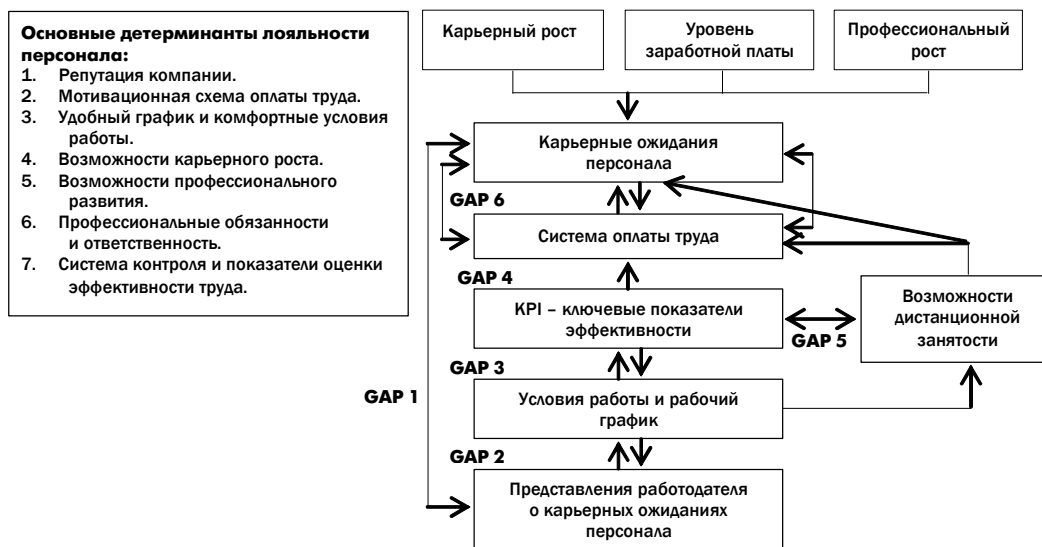 Основные детерминанты лояльности
персонала:
1. Репутация компании.
2. Мотивационная схема оплаты труда.
3. Удобный график и комфортные условия
работы.
4. Возможности карьерного роста.
5. Возможности профессионального
развития.
6. Профессиональные обязанности
и ответственность.
7. Система контроля и показатели оценки
эффективности труда.
Карьерный рост
Уровень
заработной платы
Профессиональный
рост
Карьерные ожидания
персонала
GAP 6
Система оплаты труда
GAP 4
KPI – ключевые показатели
эффективности
GAP 5
Возможности
дистанционной
занятости
GAP 3
GAP 1
Условия работы и рабочий
график
GAP 2
Представления работодателя
о карьерных ожиданиях
персонала